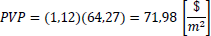 PVP = (1,12)(64,27) = 71,98 [$/m²]